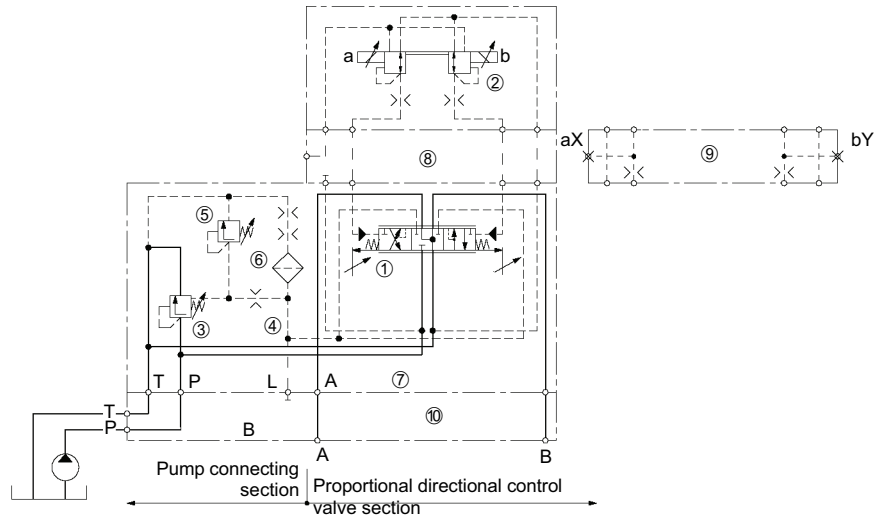 a
b
②
aX
bY
⑧
⑨
⑤
⑥
①
③
④
T
P
L
A
⑦
T
P
⑩
B
A
B
Pump connecting
section
Proportional directional control
valve section